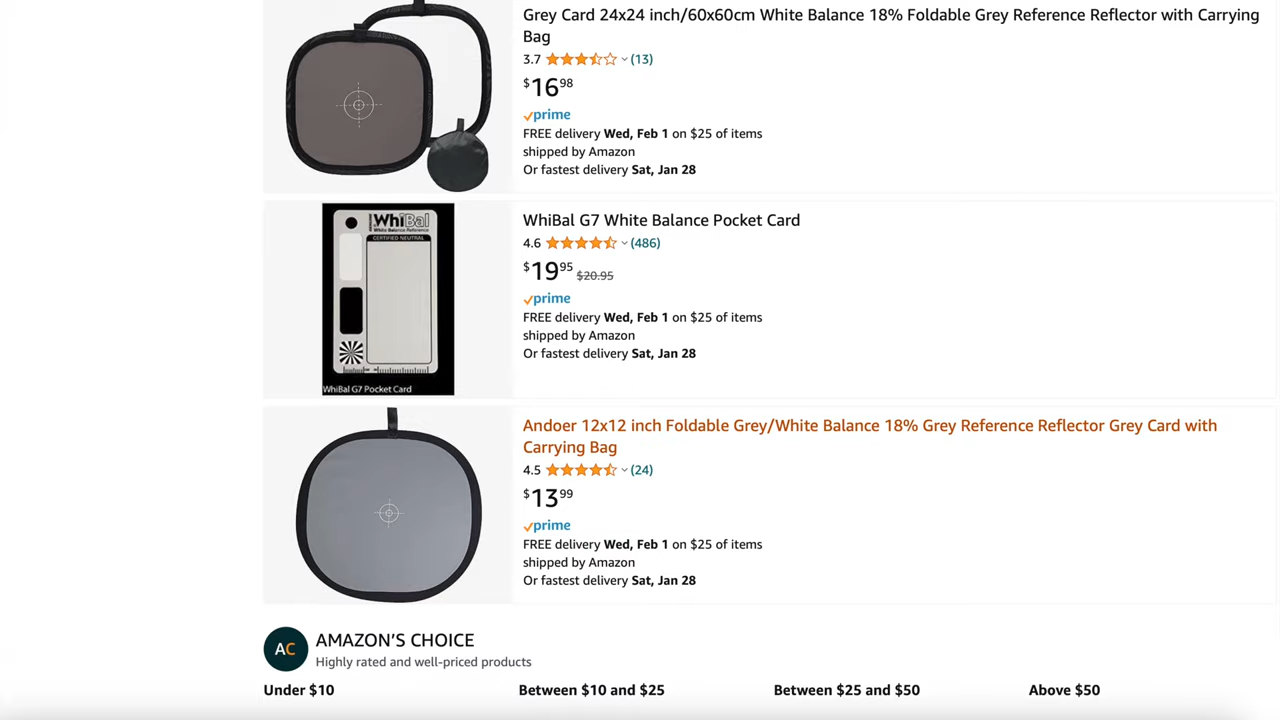 Grey Card 24x24 inch/60x60cm White Balance 18% Foldable Grey Reference Reflector with Carrying
Bag
3.7 (13)
$16 98
prime
FREE delivery Wed, Feb 1 on $25 of items
shipped by Amazon
Or fastest delivery Sat, Jan 28
WhiBal
White Balance Reference
CERTIFIED NEUTRAL
WhiBal G7 Pocket Card
WhiBal G7 White Balance Pocket Card
4.6 (486)
$19 95 $20.95
prime
FREE delivery Wed, Feb 1 on $25 of items
shipped by Amazon
Or fastest delivery Sat, Jan 28
Andoer 12x12 inch Foldable Grey/White Balance 18% Grey Reference Reflector Grey Card with
Carrying Bag
4.5 (24)
$13 99
prime
FREE delivery Wed, Feb 1 on $25 of items
shipped by Amazon
Or fastest delivery Sat, Jan 28
AC AMAZON'S CHOICE
Highly rated and well-priced products
Under $10 Between $10 and $25 Between $25 and $50 Above $50